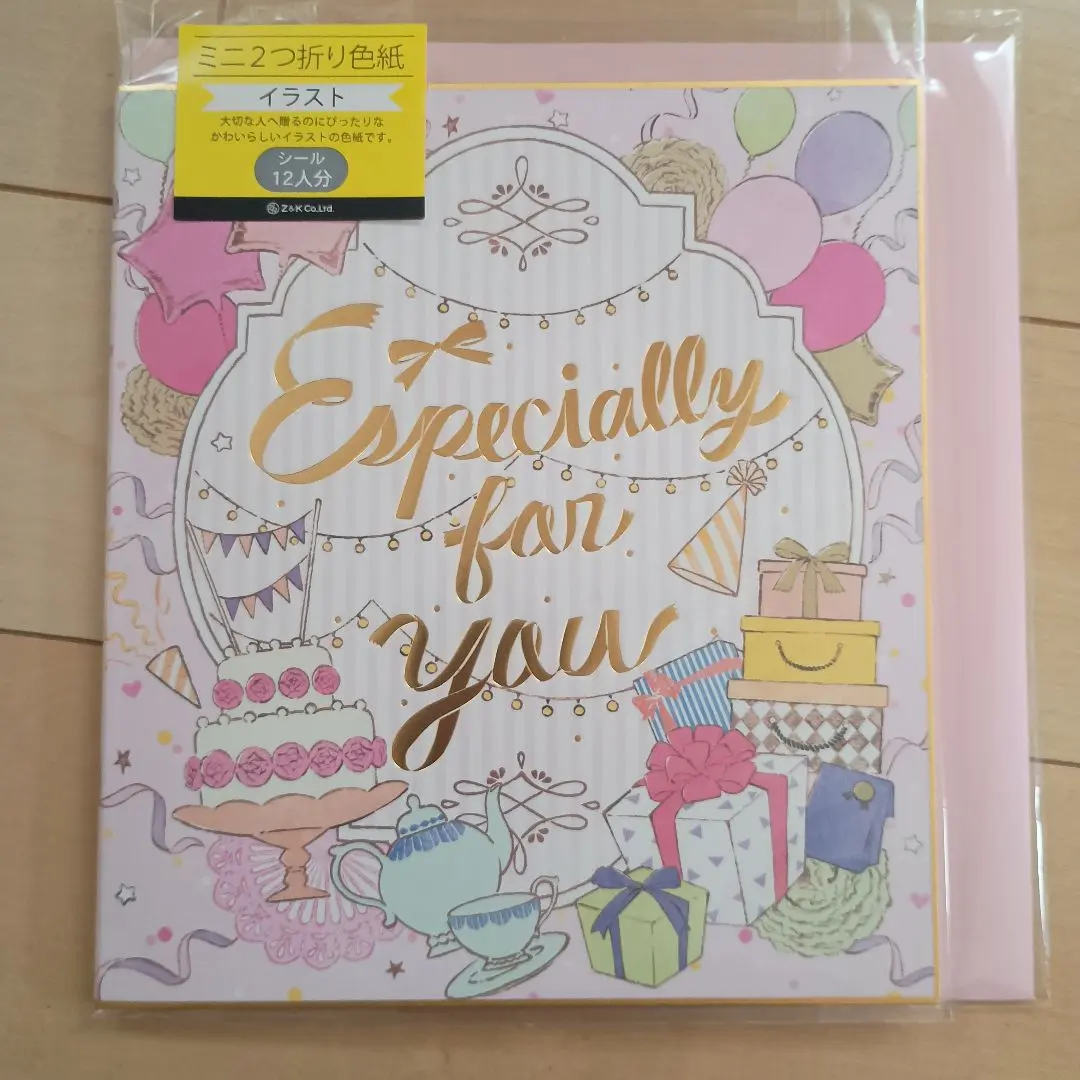 ミニ2つ折り色紙
イラスト
大切な人へ贈るのにぴったりな
かわいらしいイラストの色紙です。
シール
12人分
Z&K Co.,Ltd.
Especially
for
you